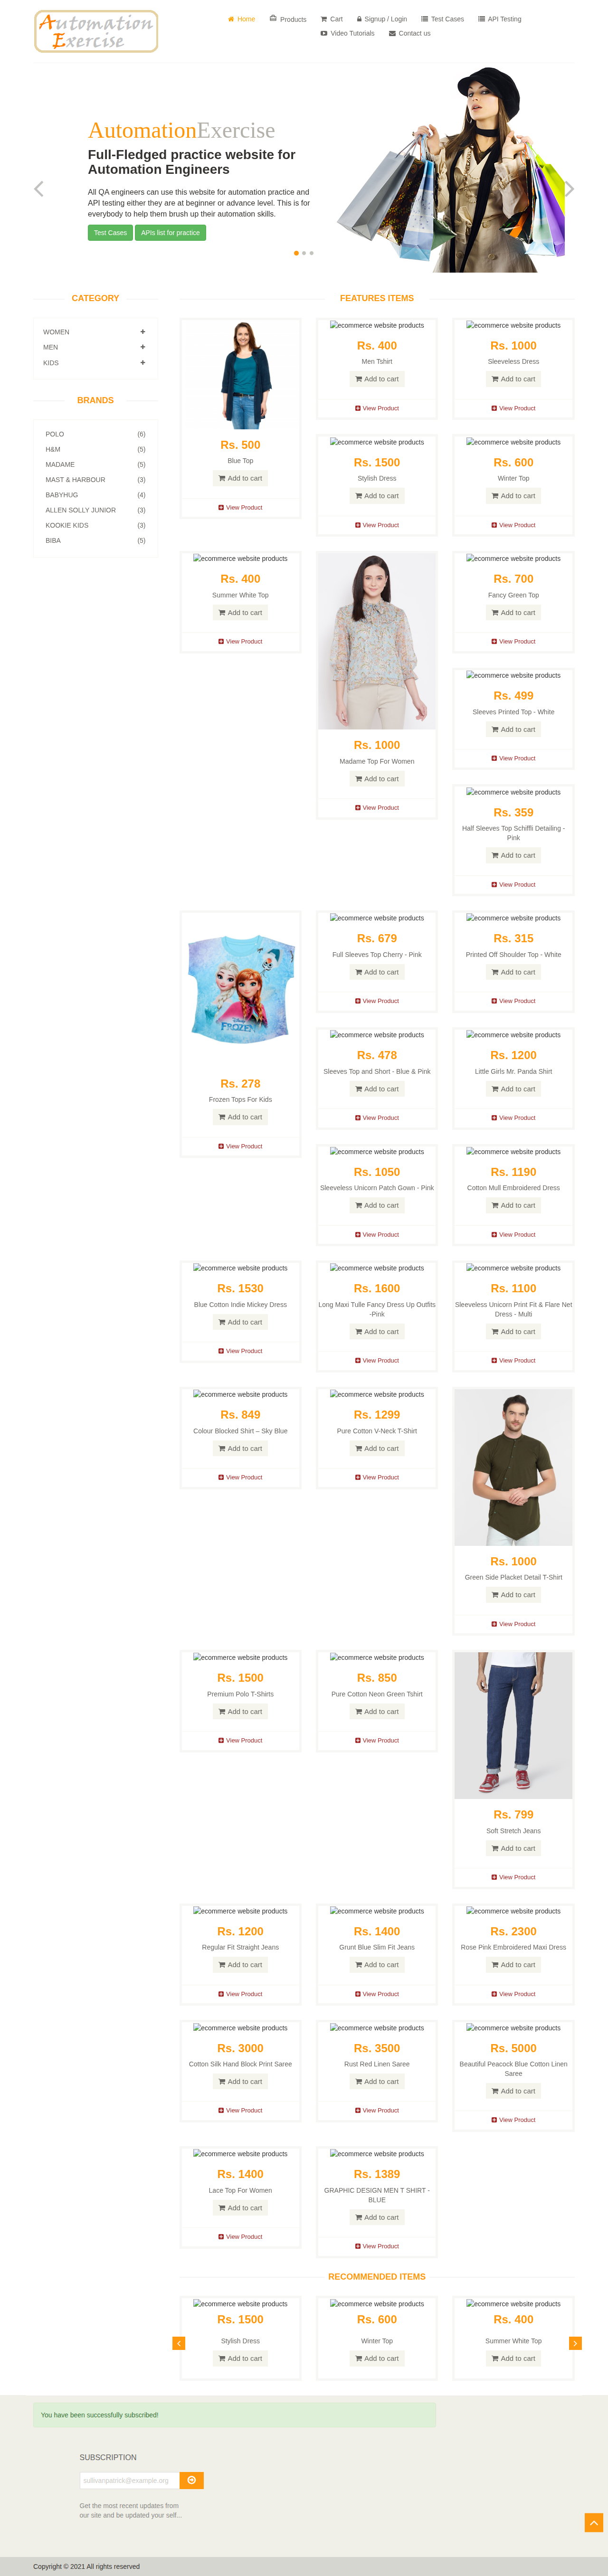 Automation
Exercise
Home
Products
Cart
Signup / Login
Test Cases
API Testing
Video Tutorials
Contact us
AutomationExercise
Full-Fledged practice website for
Automation Engineers
All QA engineers can use this website for automation practice and
API testing either they are at beginner or advance level. This is for
everybody to help them brush up their automation skills.
Test Cases
APIs list for practice
CATEGORY
WOMEN
MEN
KIDS
BRANDS
POLO (6)
H&M (5)
MADAME (5)
MAST & HARBOUR (3)
BABYHUG (4)
ALLEN SOLLY JUNIOR (3)
KOOKIE KIDS (3)
BIBA (5)
FEATURES ITEMS
Rs. 500
Blue Top
Add to cart
View Product
ecommerce website products
Rs. 400
Men Tshirt
Add to cart
View Product
ecommerce website products
Rs. 1000
Sleeveless Dress
Add to cart
View Product
ecommerce website products
Rs. 1500
Stylish Dress
Add to cart
View Product
ecommerce website products
Rs. 600
Winter Top
Add to cart
View Product
ecommerce website products
Rs. 400
Summer White Top
Add to cart
View Product
Rs. 1000
Madame Top For Women
Add to cart
View Product
ecommerce website products
Rs. 700
Fancy Green Top
Add to cart
View Product
ecommerce website products
Rs. 499
Sleeves Printed Top - White
Add to cart
View Product
ecommerce website products
Rs. 359
Half Sleeves Top Schiffli Detailing -
Pink
Add to cart
View Product
FROZEN
Rs. 278
Frozen Tops For Kids
Add to cart
View Product
ecommerce website products
Rs. 679
Full Sleeves Top Cherry - Pink
Add to cart
View Product
ecommerce website products
Rs. 315
Printed Off Shoulder Top - White
Add to cart
View Product
ecommerce website products
Rs. 478
Sleeves Top and Short - Blue & Pink
Add to cart
View Product
ecommerce website products
Rs. 1200
Little Girls Mr. Panda Shirt
Add to cart
View Product
ecommerce website products
Rs. 1050
Sleeveless Unicorn Patch Gown - Pink
Add to cart
View Product
ecommerce website products
Rs. 1190
Cotton Mull Embroidered Dress
Add to cart
View Product
ecommerce website products
Rs. 1530
Blue Cotton Indie Mickey Dress
Add to cart
View Product
ecommerce website products
Rs. 1600
Long Maxi Tulle Fancy Dress Up Outfits
-Pink
Add to cart
View Product
ecommerce website products
Rs. 1100
Sleeveless Unicorn Print Fit & Flare Net
Dress - Multi
Add to cart
View Product
ecommerce website products
Rs. 849
Colour Blocked Shirt – Sky Blue
Add to cart
View Product
ecommerce website products
Rs. 1299
Pure Cotton V-Neck T-Shirt
Add to cart
View Product
Rs. 1000
Green Side Placket Detail T-Shirt
Add to cart
View Product
ecommerce website products
Rs. 1500
Premium Polo T-Shirts
Add to cart
View Product
ecommerce website products
Rs. 850
Pure Cotton Neon Green Tshirt
Add to cart
View Product
Rs. 799
Soft Stretch Jeans
Add to cart
View Product
ecommerce website products
Rs. 1200
Regular Fit Straight Jeans
Add to cart
View Product
ecommerce website products
Rs. 1400
Grunt Blue Slim Fit Jeans
Add to cart
View Product
ecommerce website products
Rs. 2300
Rose Pink Embroidered Maxi Dress
Add to cart
View Product
ecommerce website products
Rs. 3000
Cotton Silk Hand Block Print Saree
Add to cart
View Product
ecommerce website products
Rs. 3500
Rust Red Linen Saree
Add to cart
View Product
ecommerce website products
Rs. 5000
Beautiful Peacock Blue Cotton Linen
Saree
Add to cart
View Product
ecommerce website products
Rs. 1400
Lace Top For Women
Add to cart
View Product
ecommerce website products
Rs. 1389
GRAPHIC DESIGN MEN T SHIRT -
BLUE
Add to cart
View Product
RECOMMENDED ITEMS
ecommerce website products
Rs. 1500
Stylish Dress
Add to cart
ecommerce website products
Rs. 600
Winter Top
Add to cart
ecommerce website products
Rs. 400
Summer White Top
Add to cart
You have been successfully subscribed!
SUBSCRIPTION
sullivanpatrick@example.org
Get the most recent updates from
our site and be updated your self...
Copyright © 2021 All rights reserved